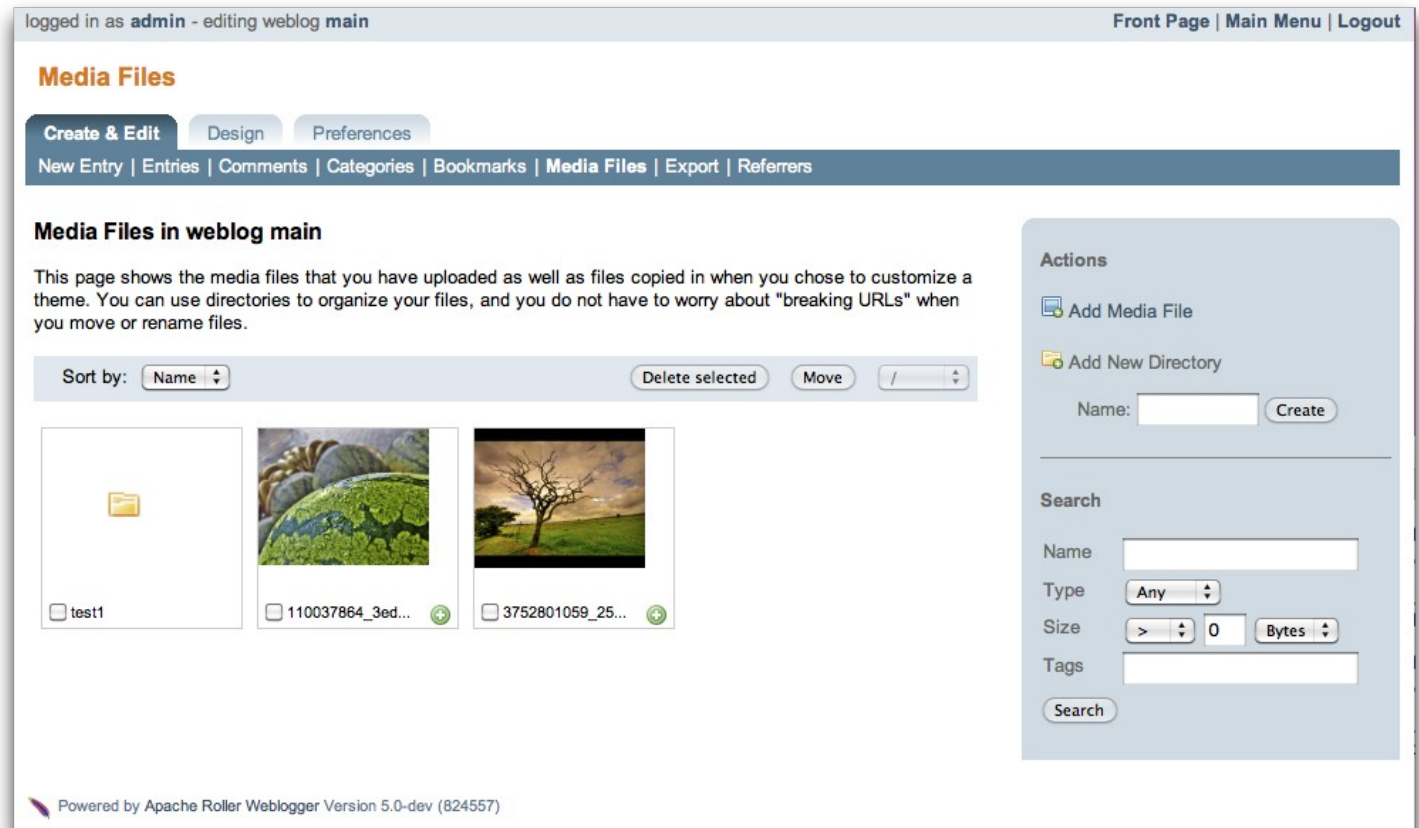 logged in as admin - editing weblog main
Front Page | Main Menu | Logout
Media Files
Create & Edit
Design
Preferences
New Entry | Entries | Comments | Categories | Bookmarks | Media Files | Export | Referrers
Media Files in weblog main
This page shows the media files that you have uploaded as well as files copied in when you chose to customize a
theme. You can use directories to organize your files, and you do not have to worry about "breaking URLs" when
you move or rename files.
Sort by: Name
Delete selected
Move
/
test1
110037864_3ed...
3752801059_25...
Actions
Add Media File
Add New Directory
Name:
Create
Search
Name
Type
Any
Size
>
0
Bytes
Tags
Search
Powered by Apache Roller Weblogger Version 5.0-dev (824557)